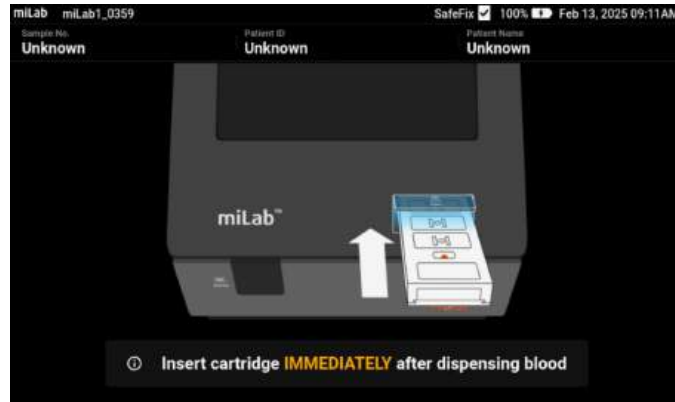 miLab miLab1_0359 SafeFix 100% Feb 13, 2025 09:11AM
Sample No. Patient ID Patient Name
Unknown Unknown Unknown
miLab™
Insert cartridge IMMEDIATELY after dispensing blood